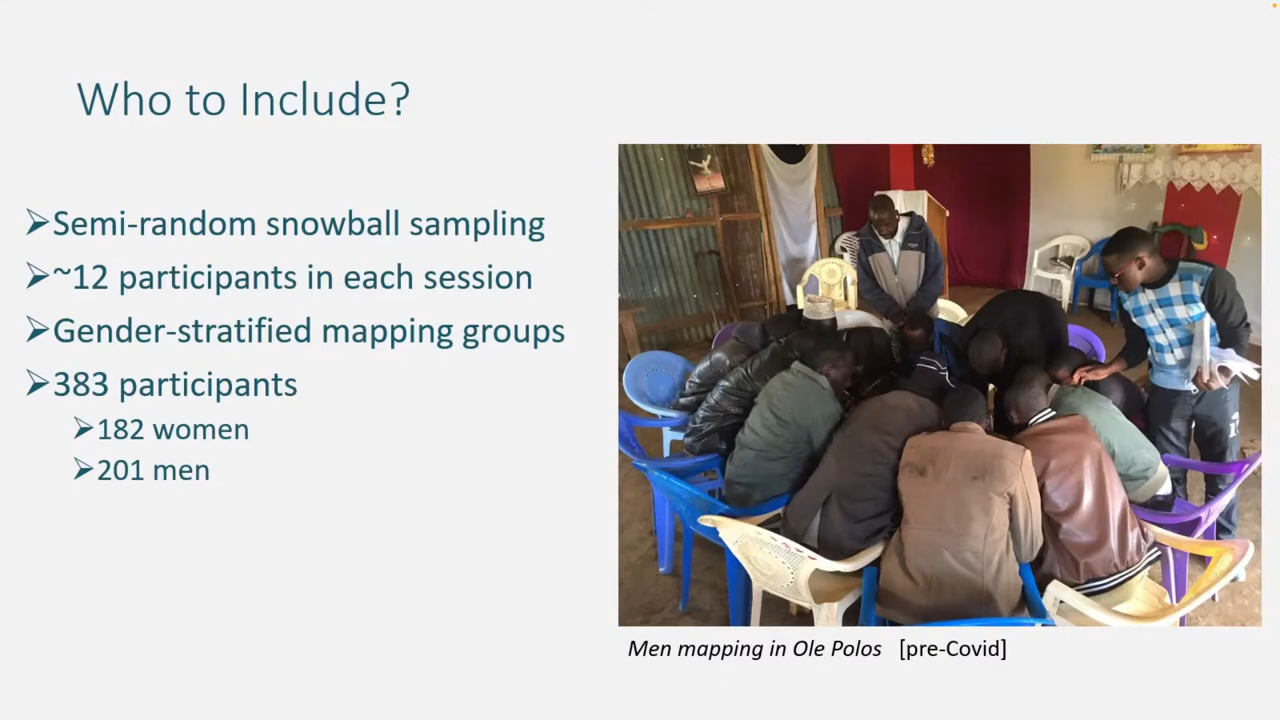 Who to Include?
➢Semi-random snowball sampling
➢~12 participants in each session
➢Gender-stratified mapping groups
➢383 participants
➢182 women
➢201 men
Men mapping in Ole Polos [pre-Covid]